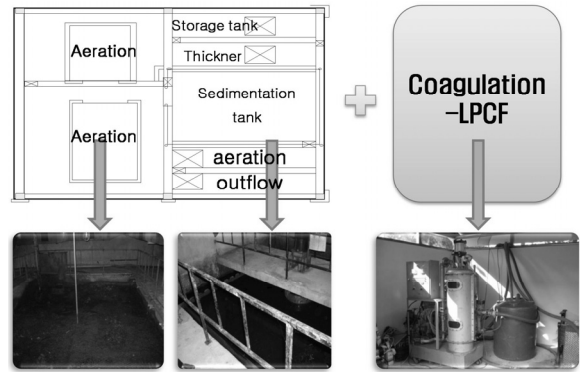 Storage tank
Aeration
Thickner
Sedimentation
tank
Aeration
aeration
outflow
Coagulation
-LPCF